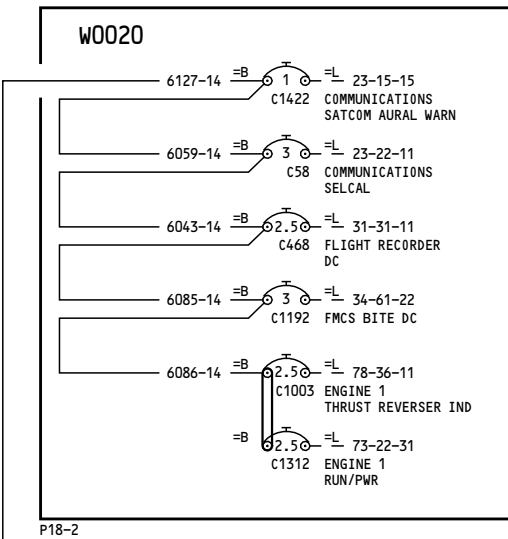 W0020
6127-14 =B 1 =L 23-15-15
C1422 COMMUNICATIONS
SATCOM AURAL WARN
6059-14 =B 3 =L 23-22-11
C58 COMMUNICATIONS
SELCAL
6043-14 =B 2.5 =L 31-31-11
C468 FLIGHT RECORDER
DC
6085-14 =B 3 =L 34-61-22
C1192 FMCS BITE DC
6086-14 =B 2.5 =L 78-36-11
C1003 ENGINE 1
THRUST REVERSER IND
=B 2.5 =L 73-22-31
C1312 ENGINE 1
RUN/PWR
P18-2